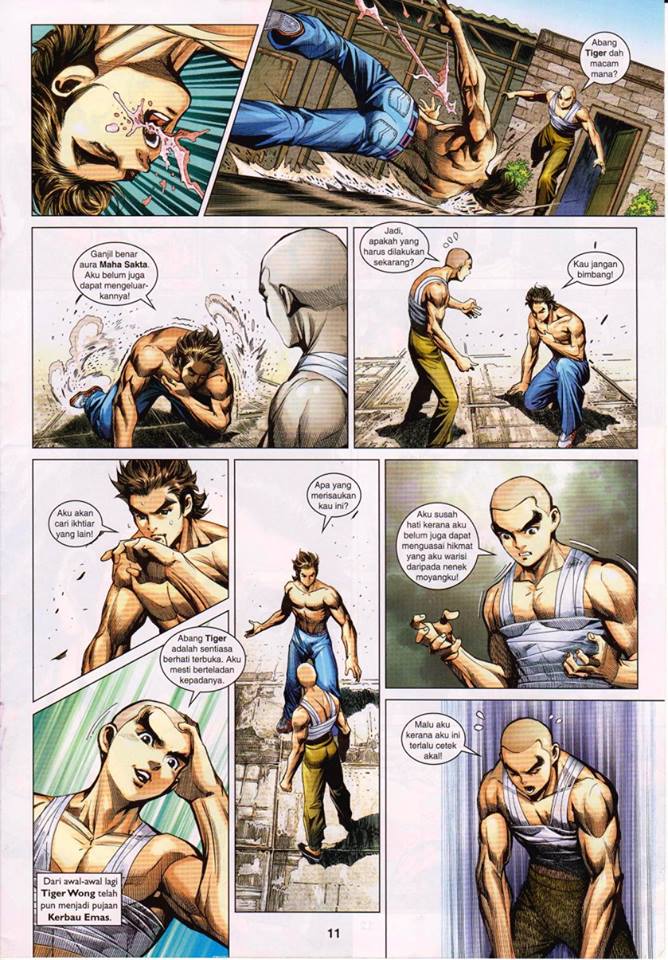 Abang
Tiger dah
macam
mana?
Ganjil benar
aura Maha Sakta.
Aku belum juga
dapat mengeluar-
kannya!
Jadi,
apakah yang
harus dilakukan
sekarang?
Kau jangan
bimbang!
Aku akan
cari ikhtiar
yang lain!
Apa yang
merisaukan
kau ini?
Aku susah
hati kerana aku
belum juga dapat
menguasai hikmat
yang aku warisi
daripada nenek
moyangku!
Abang Tiger
adalah sentiasa
berhati terbuka. Aku
mesti berteladan
kepadanya.
Malu aku
kerana aku ini
terlalu cetek
akal!
Dari awal-awal lagi
Tiger Wong telah
pun menjadi pujaan
Kerbau Emas.
11